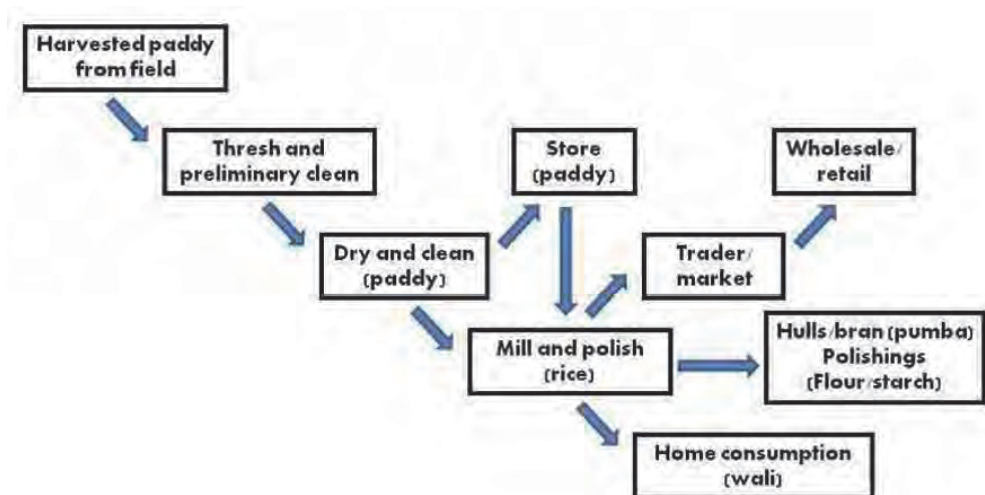 Harvested paddy
from field
Thresh and
preliminary clean
Store
(paddy)
Wholesale/
retail
Dry and clean
(paddy)
Trader/
market
Mill and polish
(rice)
Hulls/bran (pumba)
Polishings
(Flour/starch)
Home consumption
(wali)